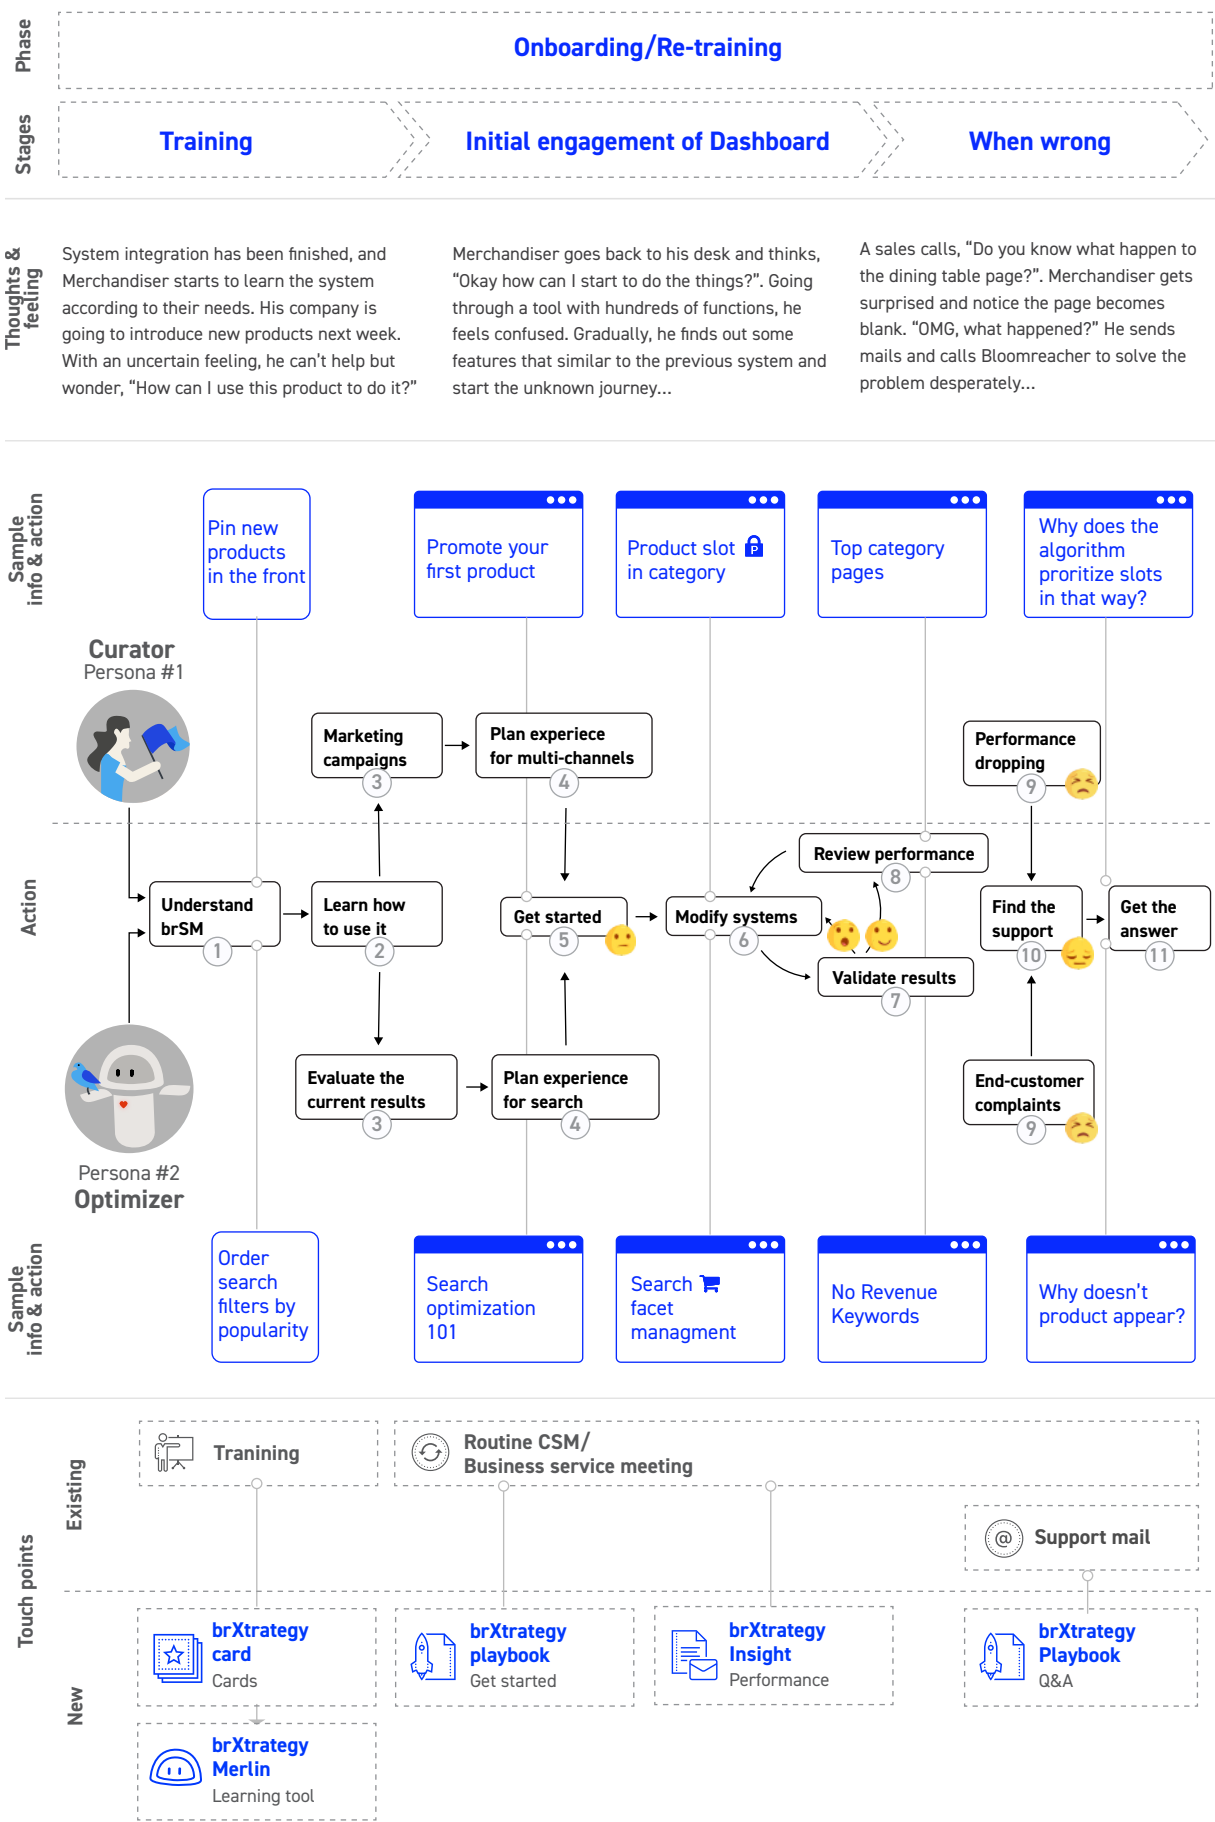 Phase
Onboarding/Re-training
Stages
Training
Initial engagement of Dashboard
When wrong
Thoughts &
feeling
System integration has been finished, and
Merchandiser starts to learn the system
according to their needs. His company is
going to introduce new products next week.
With an uncertain feeling, he can't help but
wonder, “How can I use this product to do it?”
Merchandiser goes back to his desk and thinks,
“Okay how can I start to do the things?”. Going
through a tool with hundreds of functions, he
feels confused. Gradually, he finds out some
features that similar to the previous system and
start the unknown journey...
A sales calls, “Do you know what happen to
the dining table page?”. Merchandiser gets
surprised and notice the page becomes
blank. “OMG, what happened?” He sends
mails and calls Bloomreacher to solve the
problem desperately...
Sample
info & action
Pin new
products
in the front
Promote your
first product
Product slot
P
in category
Top category
pages
Why does the
algorithm
proritize slots
in that way?
Curator
Persona #1
Marketing
campaigns
3
Plan experiece
for multi-channels
4
Performance
dropping
9
Action
Understand
brSM
1
Learn how
to use it
2
Get started
5
Modify systems
6
Review performance
8
Validate results
7
Find the
support
10
Get the
answer
11
Evaluate the
current results
3
Plan experience
for search
4
End-customer
complaints
9
Persona #2
Optimizer
Sample
info & action
Order
search
filters by
popularity
Search
optimization
101
Search
facet
managment
No Revenue
Keywords
Why doesn't
product appear?
Touch points
Existing
Tranining
Routine CSM/
Business service meeting
@
Support mail
New
brXtrategy
card
Cards
brXtrategy
playbook
Get started
brXtrategy
Insight
Performance
brXtrategy
Playbook
Q&A
brXtrategy
Merlin
Learning tool